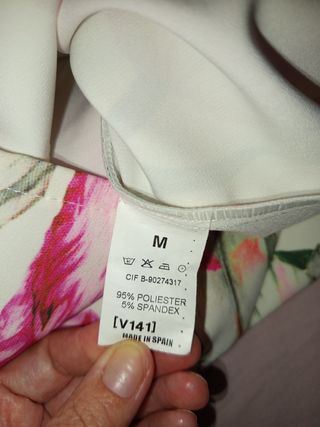 M
CIF B-90274317
95% POLIESTER
5% SPANDEX
[V141]
MADE IN SPAIN